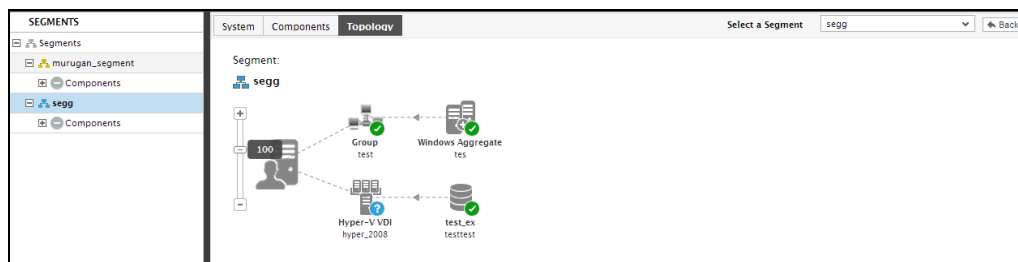 SEGMENTS
System Components Topology Select a Segment segg Back
Segments
murugan_segment
Components
segg
Components
Segment:
segg
100
Group Windows Aggregate
test tes
Hyper-V VDI test_ex
hyper_2008 testtest